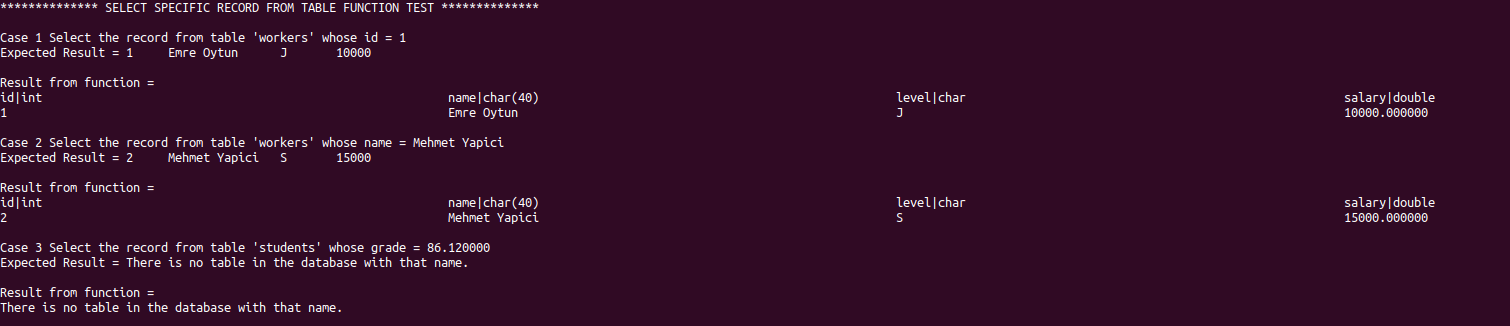 ************** SELECT SPECIFIC RECORD FROM TABLE FUNCTION TEST **************
Case 1 Select the record from table 'workers' whose id = 1
Expected Result = 1     Emre Oytun      J       10000
Result from function =
id|int     name|char(40)     level|char     salary|double
1     Emre Oytun     J     10000.000000
Case 2 Select the record from table 'workers' whose name = Mehmet Yapici
Expected Result = 2     Mehmet Yapici   S       15000
Result from function =
id|int     name|char(40)     level|char     salary|double
2     Mehmet Yapici     S     15000.000000
Case 3 Select the record from table 'students' whose grade = 86.120000
Expected Result = There is no table in the database with that name.
Result from function =
There is no table in the database with that name.